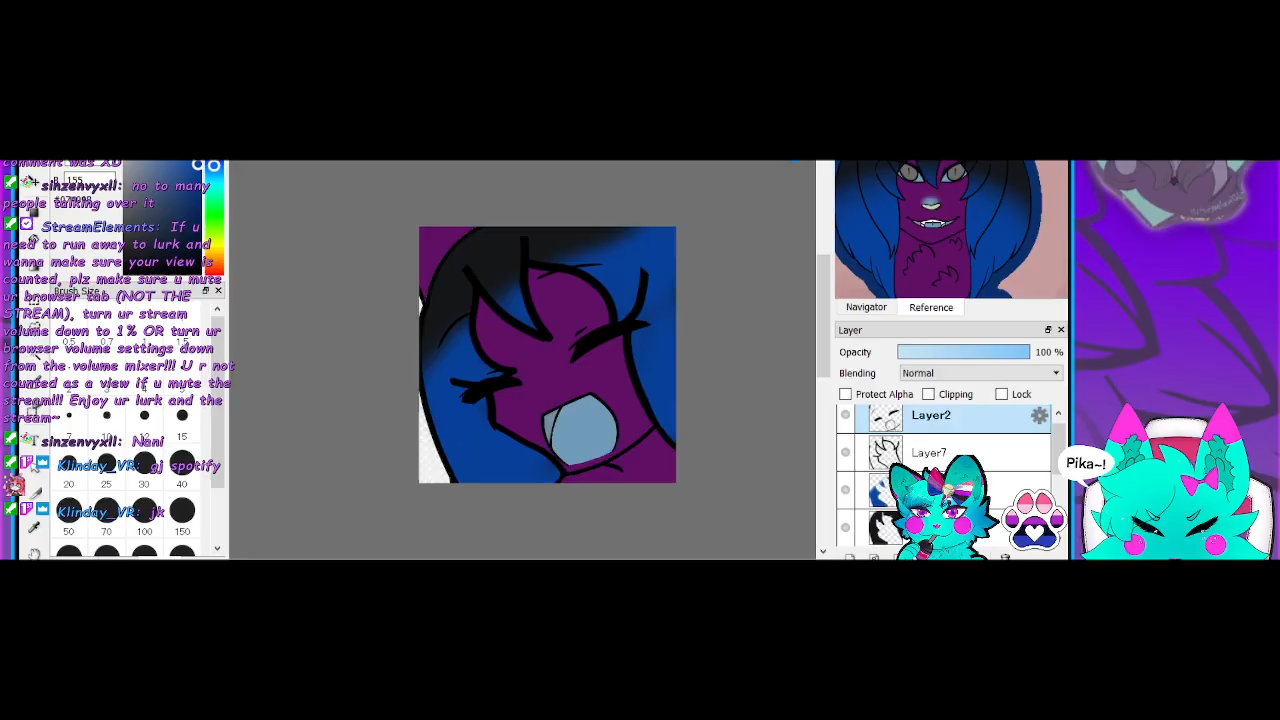 comment was XD
sinzenvyxll: no to many
people talking over it
StreamElements: If u
need to run away to lurk and
wanna make sure your view is
counted, plz make sure u mute
ur browser tab (NOT THE
STREAM), turn ur stream
volume down to 1% OR turn ur
browser volume settings down
from the volume mixer!!! U r not
counted as a view if u mute the
stream!!! Enjoy ur lurk and the
stream~
sinzenvyxll: Nani
Klinday_VR: gj spotify
Klinday_VR: jk
155
Brush Size
15
20 25 30 40
50 70 100 150
Navigator Reference
Layer
Opacity 100 %
Blending Normal
Protect Alpha Clipping Lock
Layer2
Layer7
Pika~!